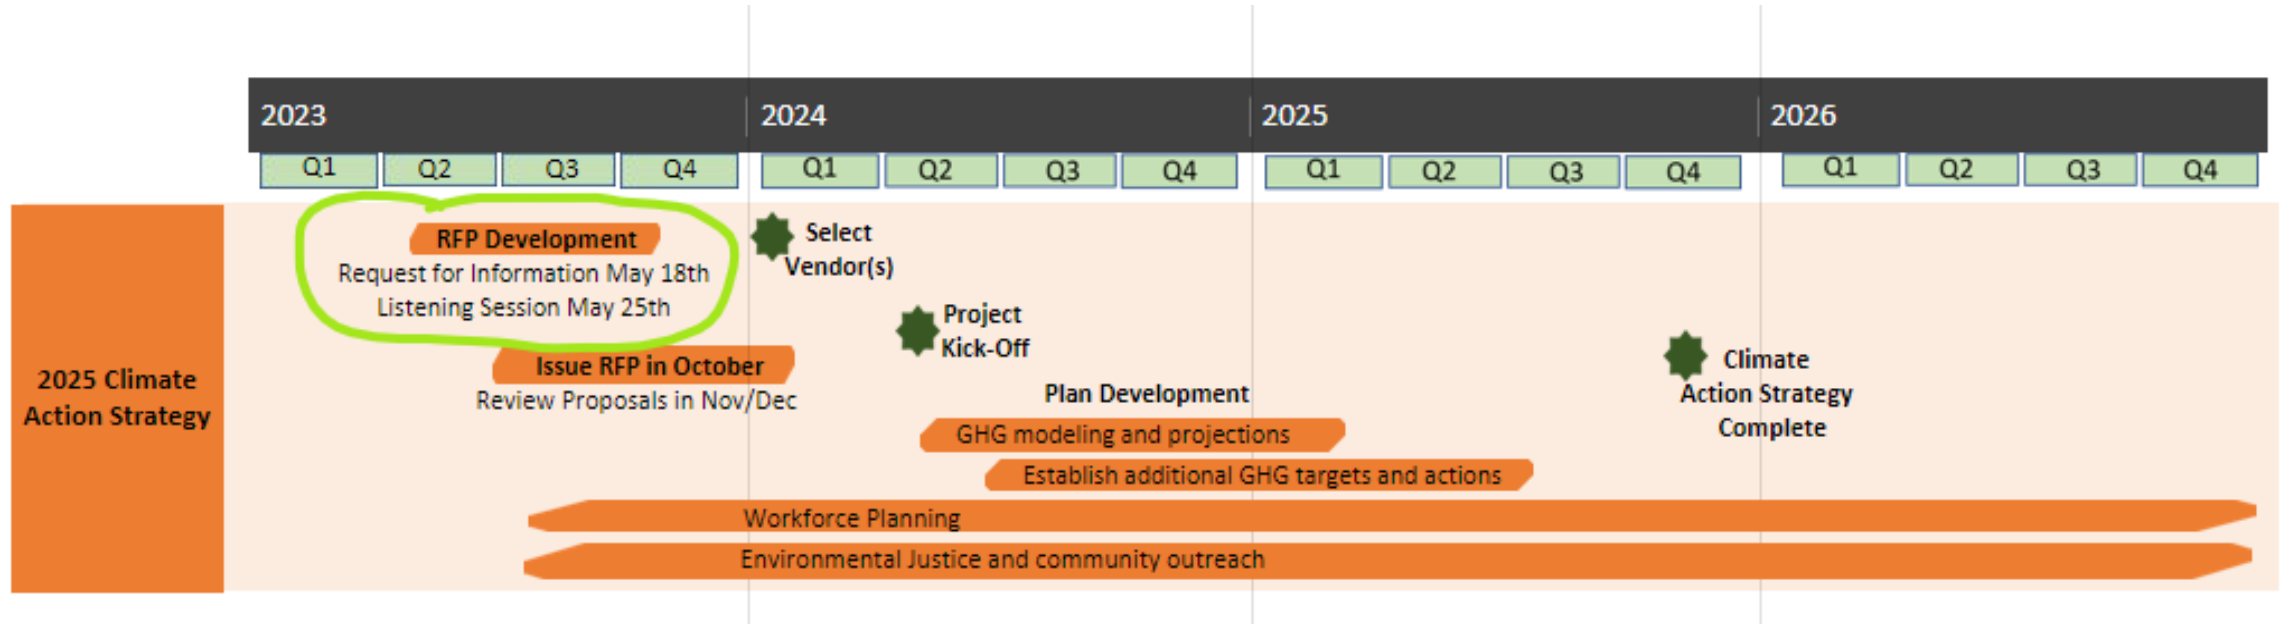 2023 2024 2025 2026
Q1 Q2 Q3 Q4 Q1 Q2 Q3 Q4 Q1 Q2 Q3 Q4 Q1 Q2 Q3 Q4
2025 Climate
Action Strategy
RFP Development
Request for Information May 18th
Listening Session May 25th
Select
Vendor(s)
Project
Kick-Off
Issue RFP in October
Review Proposals in Nov/Dec
Climate
Action Strategy
Complete
Plan Development
GHG modeling and projections
Establish additional GHG targets and actions
Workforce Planning
Environmental Justice and community outreach